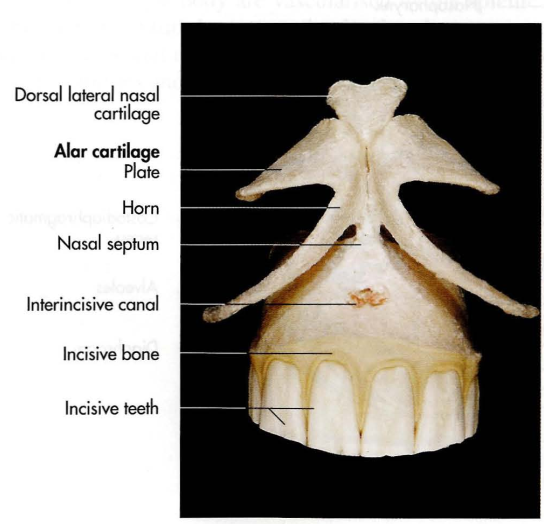 Dorsal lateral nasal
cartilage
Alar cartilage
Plate
Horn
Nasal septum
Interincisive canal
Incisive bone
Incisive teeth